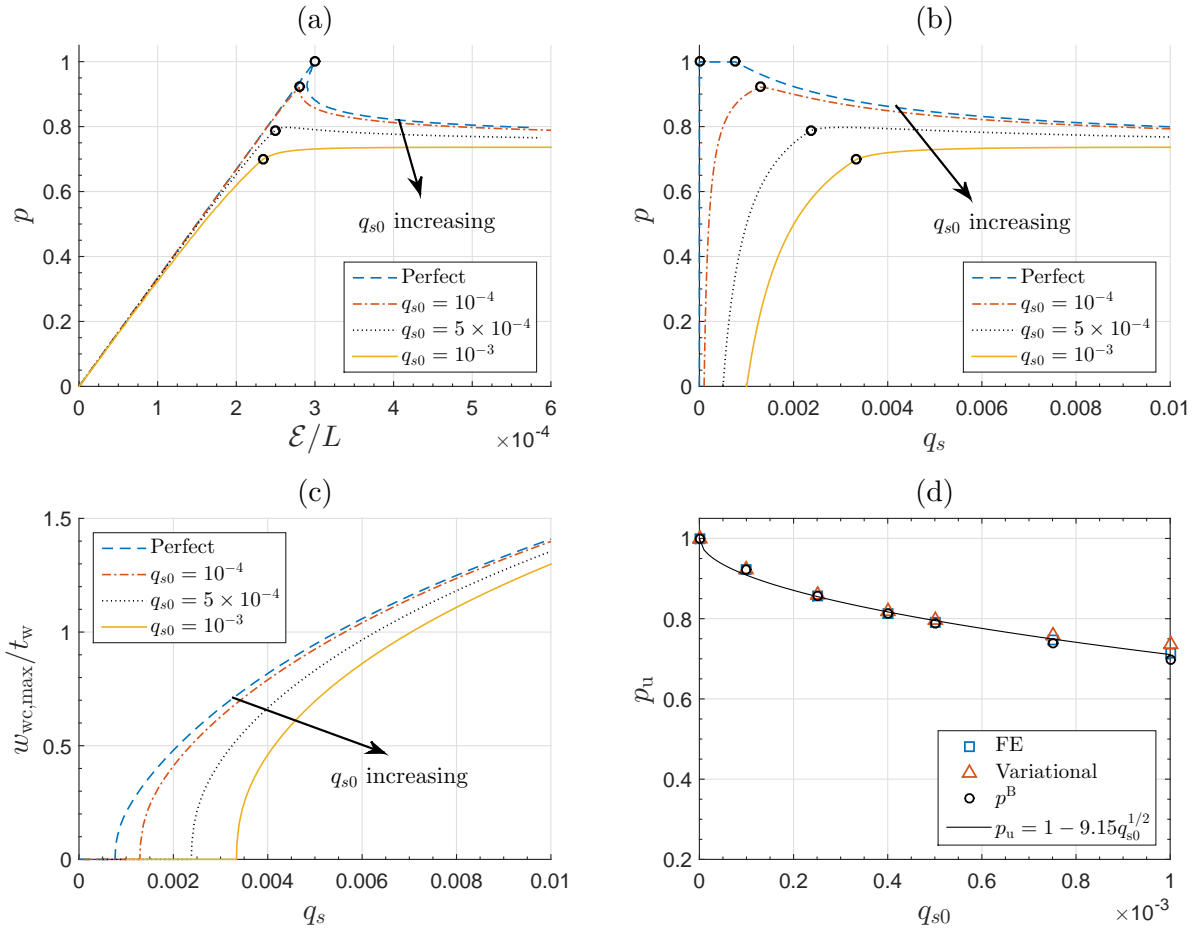 (a)
p
1
0.8
0.6
0.4
0.2
0
q_{s0} increasing
Perfect
q_{s0} = 10^{-4}
q_{s0} = 5 × 10^{-4}
q_{s0} = 10^{-3}
0 1 2 3 4 5 6
ℰ/L
×10^{-4}
(b)
p
1
0.8
0.6
0.4
0.2
0
q_{s0} increasing
Perfect
q_{s0} = 10^{-4}
q_{s0} = 5 × 10^{-4}
q_{s0} = 10^{-3}
0 0.002 0.004 0.006 0.008 0.01
q_s
(c)
w_{wc,max}/t_w
1.5
1
0.5
0
Perfect
q_{s0} = 10^{-4}
q_{s0} = 5 × 10^{-4}
q_{s0} = 10^{-3}
q_{s0} increasing
0 0.002 0.004 0.006 0.008 0.01
q_s
(d)
p_u
1
0.8
0.6
0.4
0.2
FE
Variational
p^B
p_u = 1 − 9.15q_{s0}^{1/2}
0 0.2 0.4 0.6 0.8 1
q_{s0}
×10^{-3}